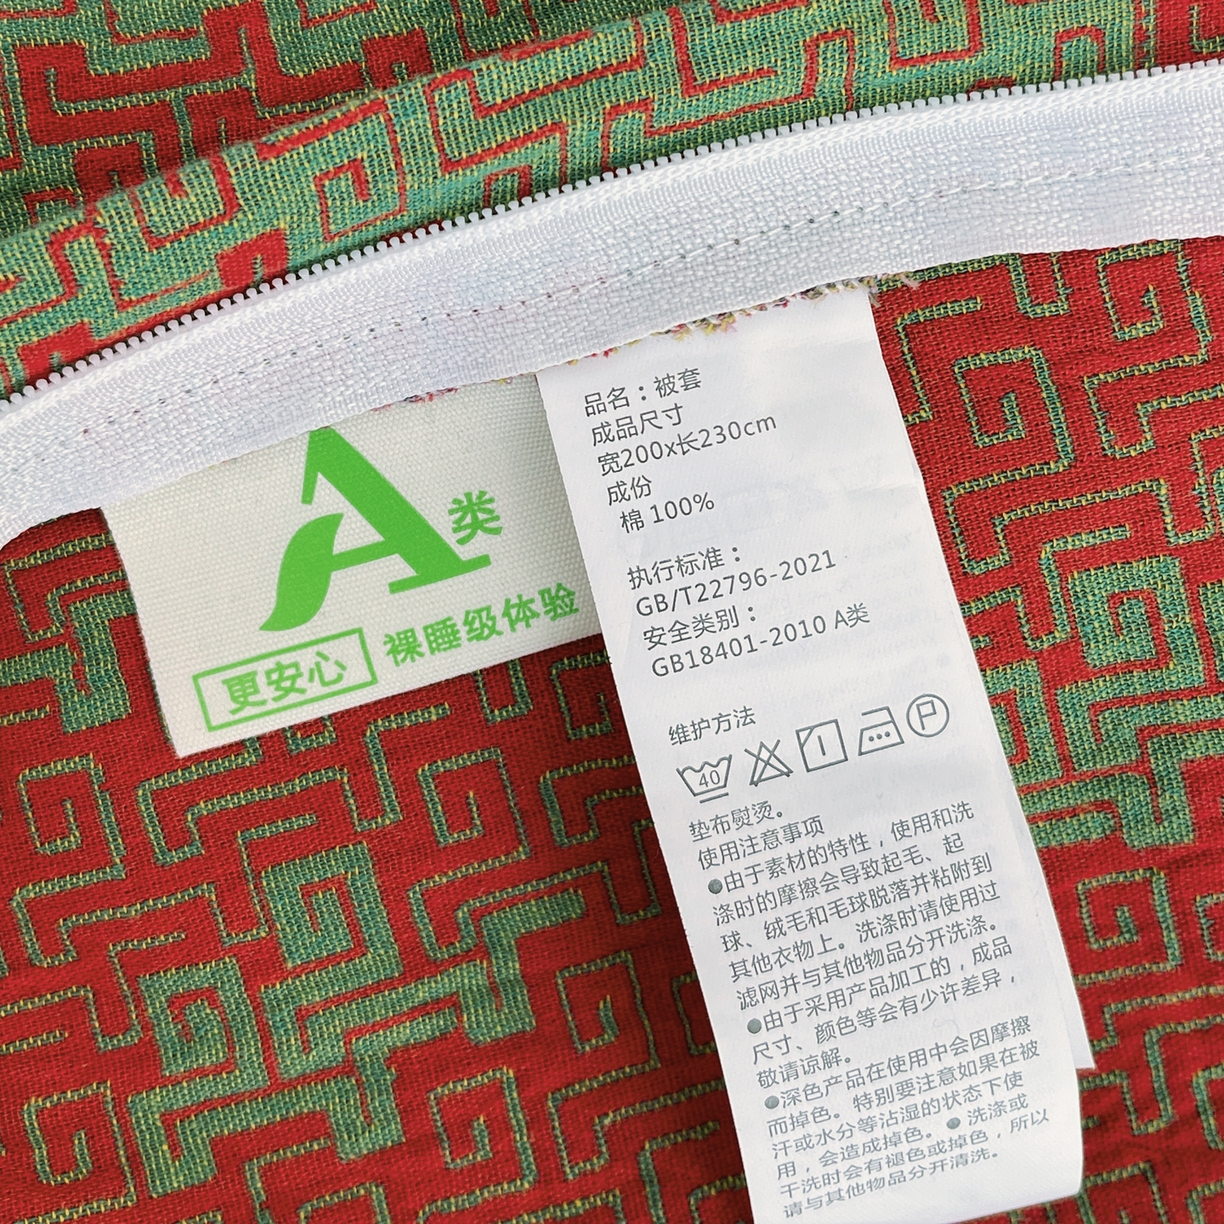 A类
更安心 裸睡级体验
品名：被套
成品尺寸
宽200x长230cm
成份
棉 100%
执行标准：
GB/T22796-2021
安全类别：
GB18401-2010 A类
维护方法
40
P
垫布熨烫。
使用注意事项
●由于素材的特性，使用和洗
涤时的摩擦会导致起毛、起
球、绒毛和毛球脱落并粘附到
其他衣物上。洗涤时请使用过
滤网并与其他物品分开洗涤。
●由于采用产品加工的，成品
尺寸、颜色等会有少许差异，
敬请谅解。
●深色产品在使用中会因摩擦
而掉色。特别要注意如果在被
汗或水分等沾湿的状态下使
用，会造成掉色。● 洗涤或
干洗时会有褪色或掉色，所以
请与其他物品分开清洗。